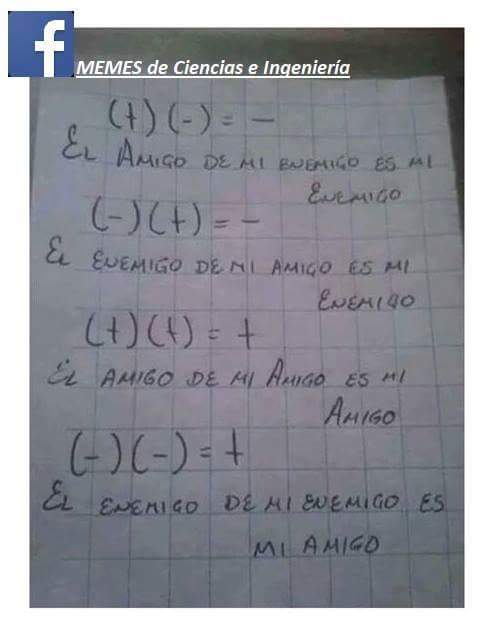 f
MEMES de Ciencias e Ingeniería
(+)(-) = -
EL AMIGO DE MI ENEMIGO ES MI
ENEMIGO
(-)(+) = -
EL ENEMIGO DE MI AMIGO ES MI
ENEMIGO
(+)(+) = +
EL AMIGO DE MI AMIGO ES MI
AMIGO
(-)(-) = +
EL ENEMIGO DE MI ENEMIGO ES
MI AMIGO